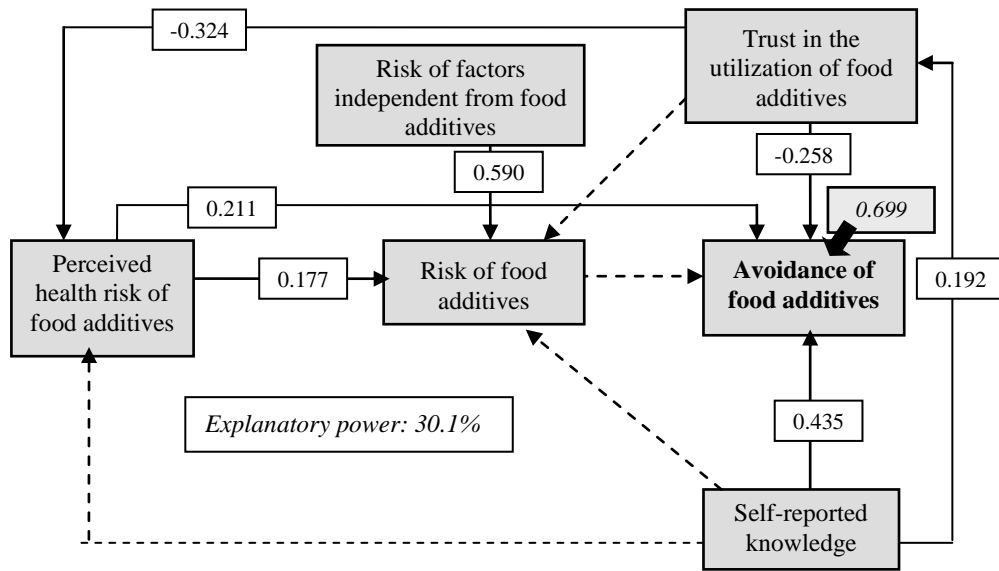 -0.324
Trust in the
utilization of food
additives
Risk of factors
independent from food
additives
0.590
-0.258
0.211
0.699
Perceived
health risk of
food additives
0.177
Risk of food
additives
Avoidance of
food additives
0.192
Explanatory power: 30.1%
0.435
Self-reported
knowledge